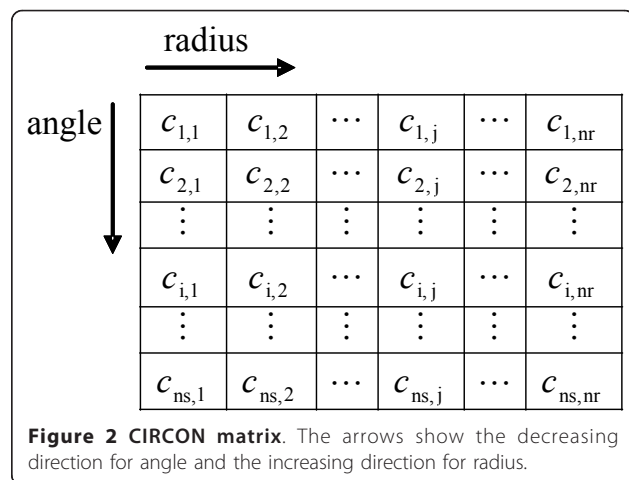 radius
angle
c1,1 c1,2 ⋯ c1,j ⋯ c1,nr
c2,1 c2,2 ⋯ c2,j ⋯ c2,nr
⋮ ⋮ ⋮ ⋮ ⋮ ⋮
ci,1 ci,2 ⋯ ci,j ⋯ ci,nr
⋮ ⋮ ⋮ ⋮ ⋮ ⋮
cns,1 cns,2 ⋯ cns,j ⋯ cns,nr
Figure 2 CIRCON matrix. The arrows show the decreasing
direction for angle and the increasing direction for radius.